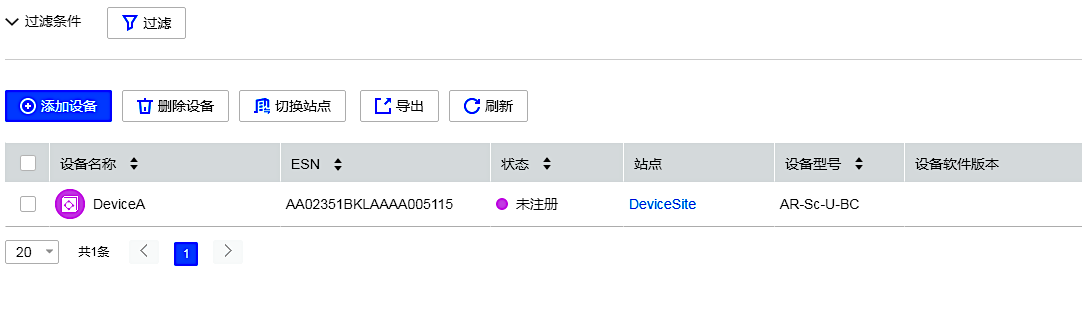 过滤条件 过滤
添加设备 删除设备 切换站点 导出 刷新
设备名称 ESN 状态 站点 设备型号 设备软件版本
DeviceA AA02351BKLAAAA005115 未注册 DeviceSite AR-Sc-U-BC
20 共1条 1